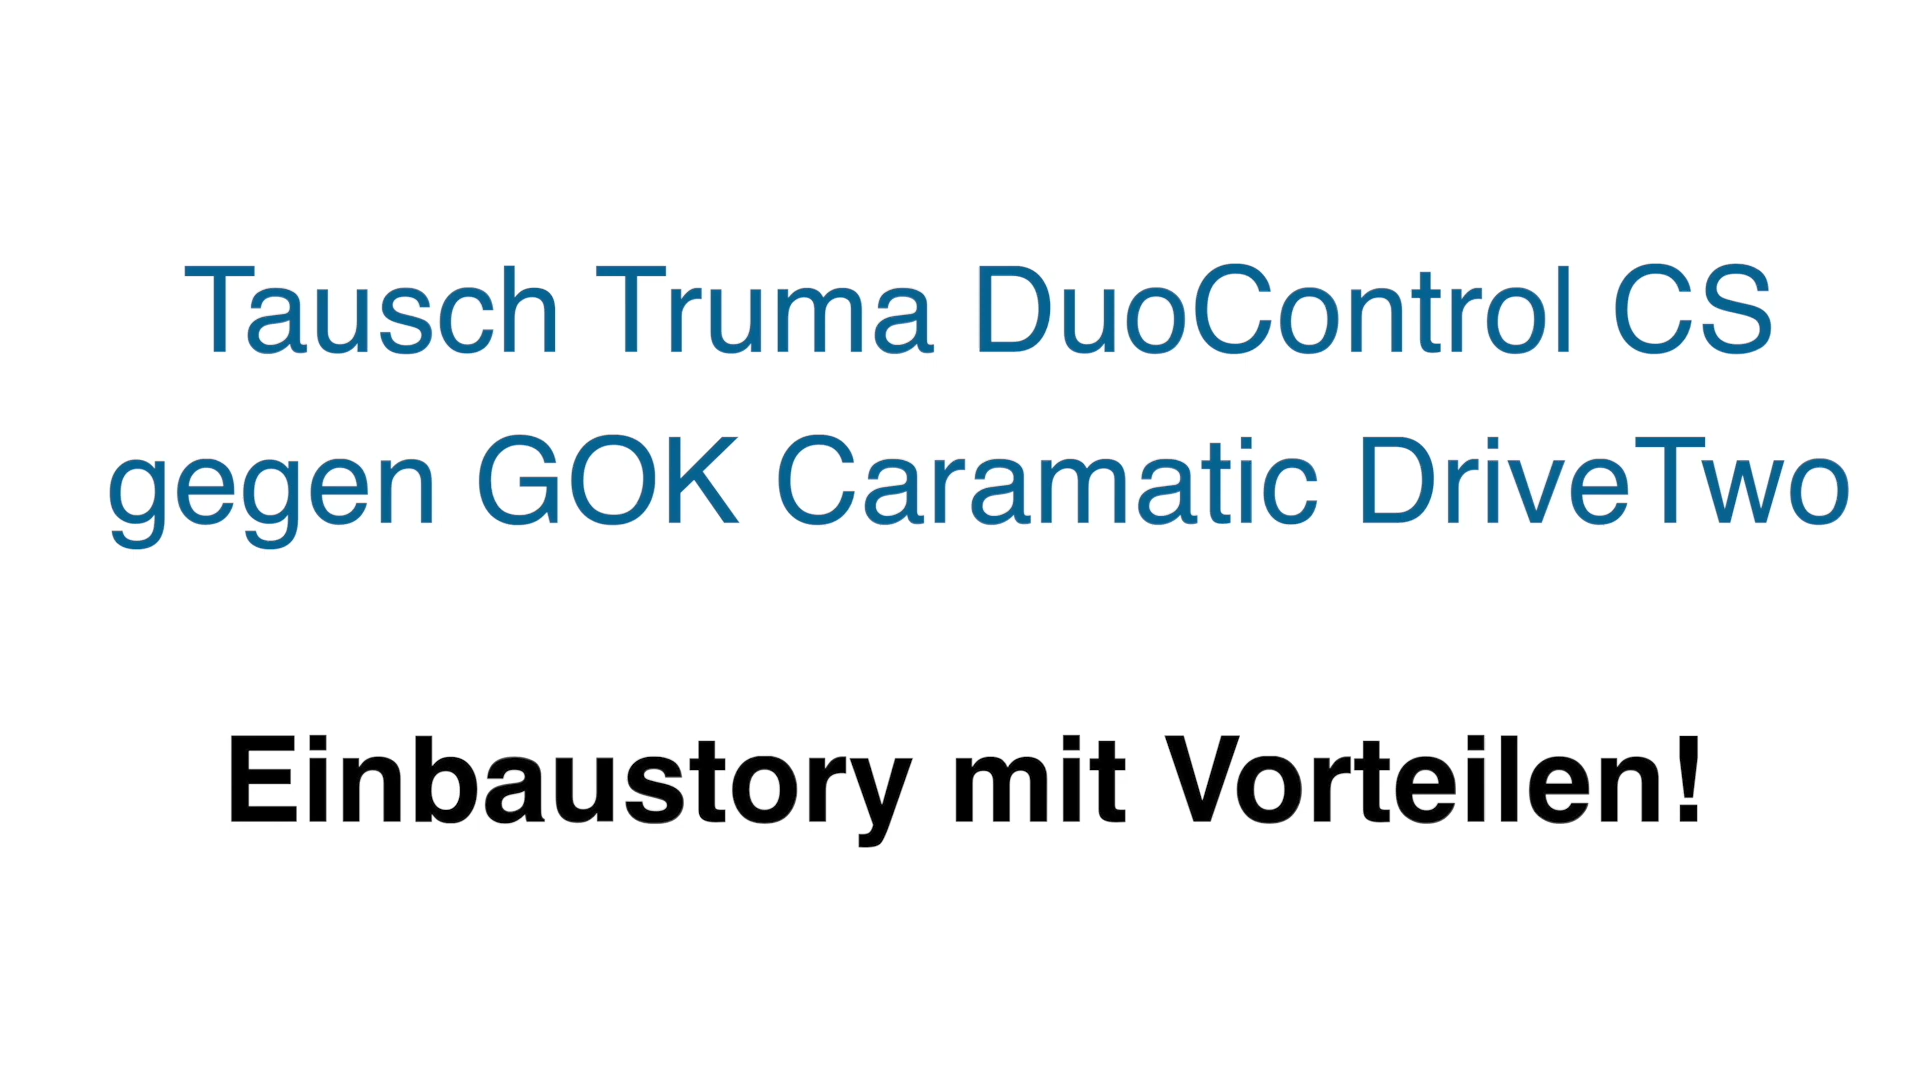 Tausch Truma DuoControl CS
gegen GOK Caramatic DriveTwo
Einbaustory mit Vorteilen!